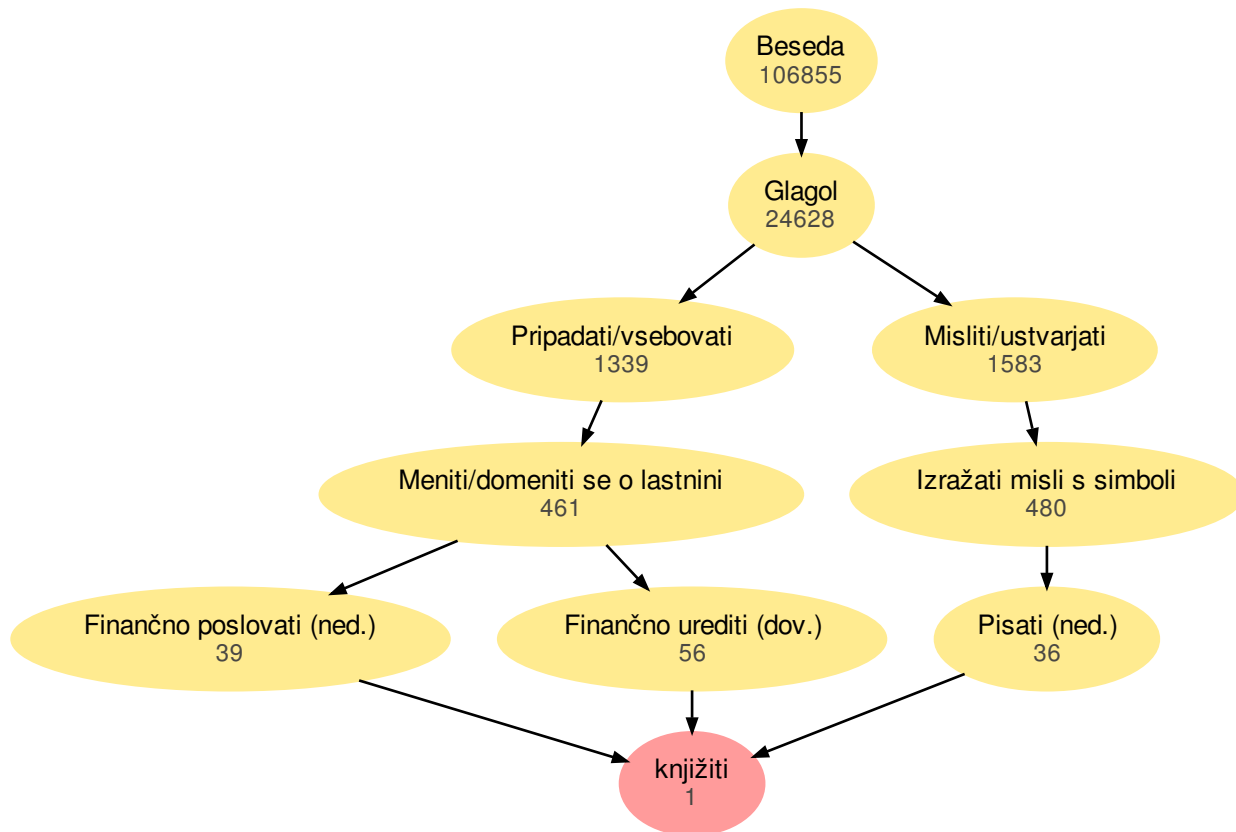 Beseda
106855
Glagol
24628
Pripadati/vsebovati
1339
Misliti/ustvarjati
1583
Meniti/domeniti se o lastnini
461
Izražati misli s simboli
480
Finančno poslovati (ned.)
39
Finančno urediti (dov.)
56
Pisati (ned.)
36
knjižiti
1